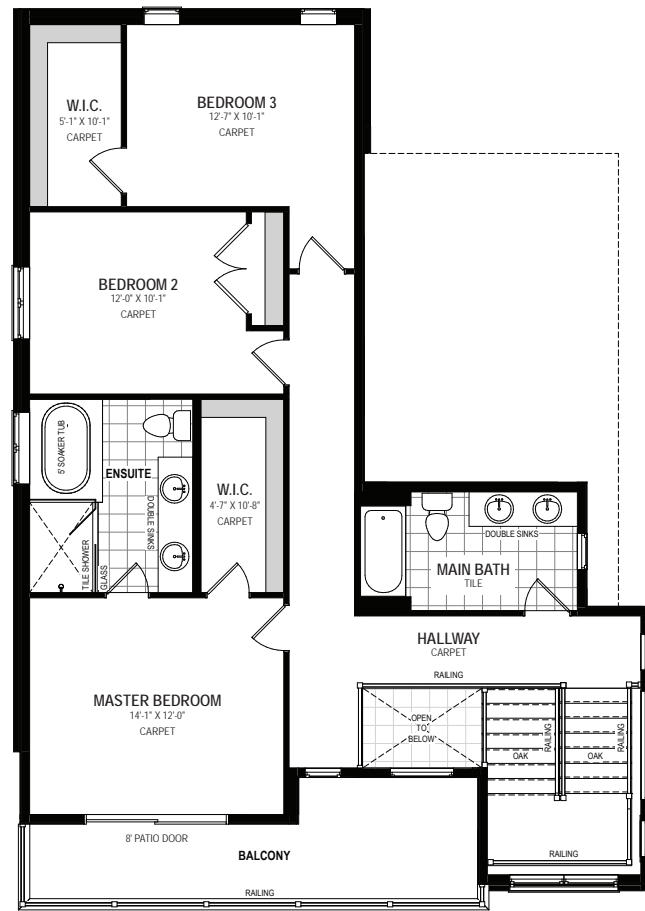 W.I.C.
5'-1" X 10'-1"
CARPET
BEDROOM 3
12'-7" X 10'-1"
CARPET
BEDROOM 2
12'-0" X 10'-1"
CARPET
5' SOAKER TUB
ENSUITE
DOUBLE SINKS
TILE SHOWER
GLASS
W.I.C.
4'-7" X 10'-8"
CARPET
DOUBLE SINKS
MAIN BATH
TILE
HALLWAY
CARPET
RAILING
MASTER BEDROOM
14'-1" X 12'-0"
CARPET
OPEN
TO
BELOW
OAK
RAILING
OAK
RAILING
RAILING
8' PATIO DOOR
BALCONY
RAILING